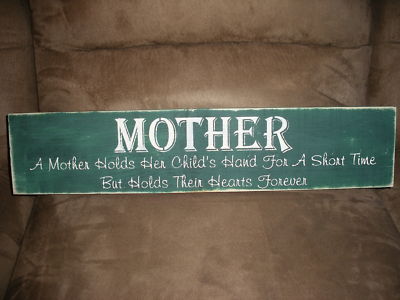 MOTHER
A Mother Holds Her Child's Hand For A Short Time
But Holds Their Hearts Forever